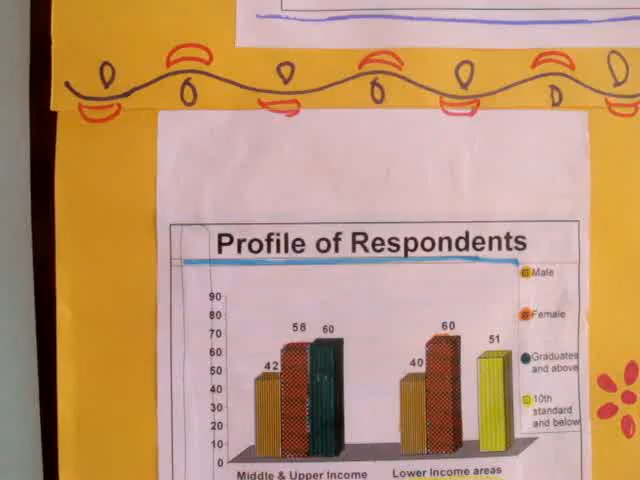 Profile of Respondents
Male
Female
Graduates
and above
10th
standard
and below
90
80
70
60
50
40
30
20
10
0
42
58
60
40
60
51
Middle & Upper Income
Lower Income areas